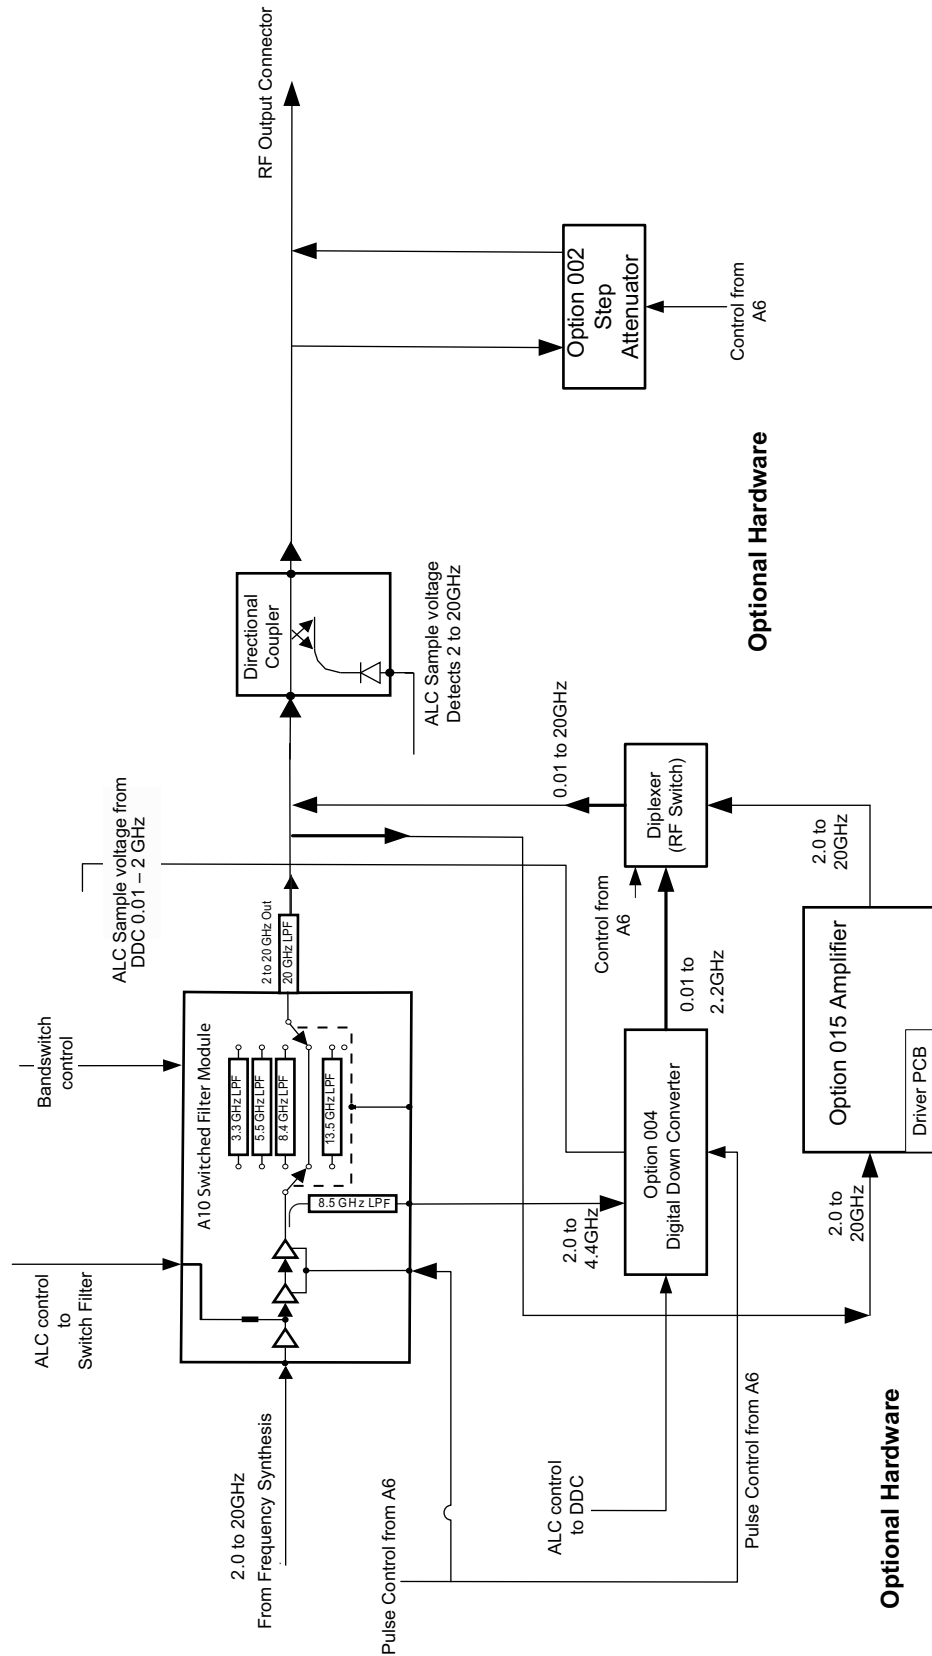 ALC control
to
Switch Filter
Bandswitch
control
ALC Sample voltage from
DDC 0.01 – 2 GHz
RF Output Connector
2.0 to 20GHz
From Frequency Synthesis
A10 Switched Filter Module
3.3 GHz LPF
5.5 GHz LPF
8.4 GHz LPF
13.5 GHz LPF
8.5 GHz LPF
2 to 20 GHz Out
20 GHz LPF
Directional
Coupler
ALC Sample voltage
Detects 2 to 20GHz
Pulse Control from A6
2.0 to
4.4GHz
0.01 to 20GHz
Option 002
Step
Attenuator
Control from
A6
ALC control
to DDC
Option 004
Digital Down Converter
0.01 to
2.2GHz
Control from
A6
Diplexer
(RF Switch)
Optional Hardware
Pulse Control from A6
2.0 to
20GHz
Option 015 Amplifier
Driver PCB
2.0 to
20GHz
Optional Hardware